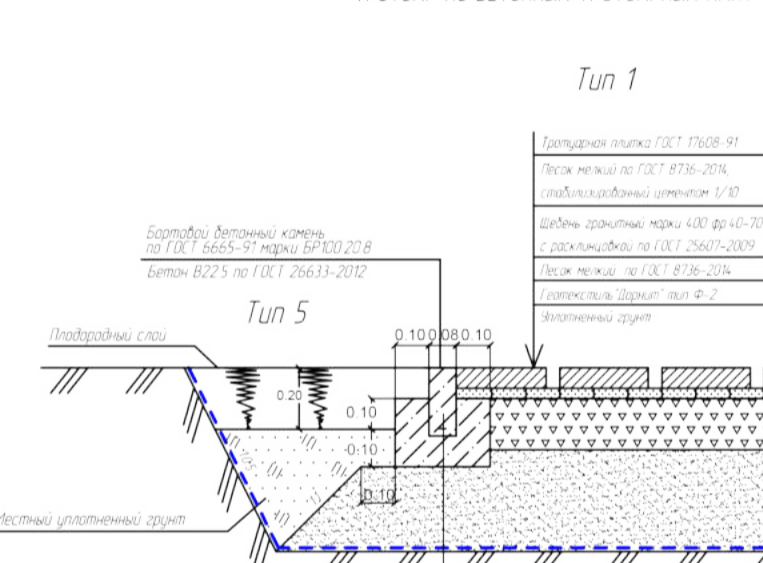 Тип 1
Тротуарная плитка ГОСТ 17608-91
Песок мелкий по ГОСТ 8736-2014,
стабилизированный цементом 1/10
Щебень гранитный марки 400 фр 40-70
с расклинцовкой по ГОСТ 25607-2009
Песок мелкий по ГОСТ 8736-2014
Геотекстиль "Дорнит" тип Ф-2
Уплотненный грунт
Бортовой бетонный камень
по ГОСТ 6665-91 марки БР100 20 8
Бетон В22.5 по ГОСТ 26633-2012
Тип 5
Плодородный слой
0.10 0.08 0.10
0.20
0.10
0.10
0.10
Местный уплотненный грунт